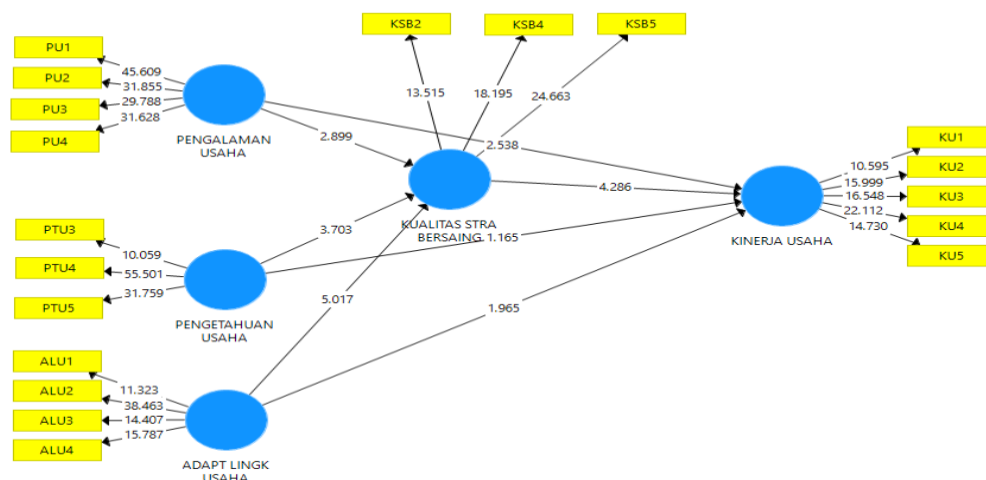 KSB2
KSB4
KSB5
PU1
PU2
PU3
PU4
45.609
31.855
29.788
31.628
PENGALAMAN
USAHA
2.899
13.515
18.195
24.663
2.538
KUALITAS STRA
BERSAING
4.286
KU1
KU2
KU3
KU4
KU5
10.595
15.999
16.548
22.112
14.730
KINERJA USAHA
PTU3
PTU4
PTU5
10.059
55.501
31.759
PENGETAHUAN
USAHA
3.703
1.165
5.017
1.965
ALU1
ALU2
ALU3
ALU4
11.323
38.463
14.407
15.787
ADAPT LINGK
USAHA